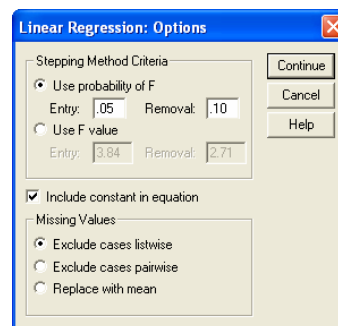 Linear Regression: Options
Stepping Method Criteria
Use probability of F
Entry: .05 Removal: .10
Use F value
Entry: 3.84 Removal: 2.71
Include constant in equation
Missing Values
Exclude cases listwise
Exclude cases pairwise
Replace with mean
Continue
Cancel
Help